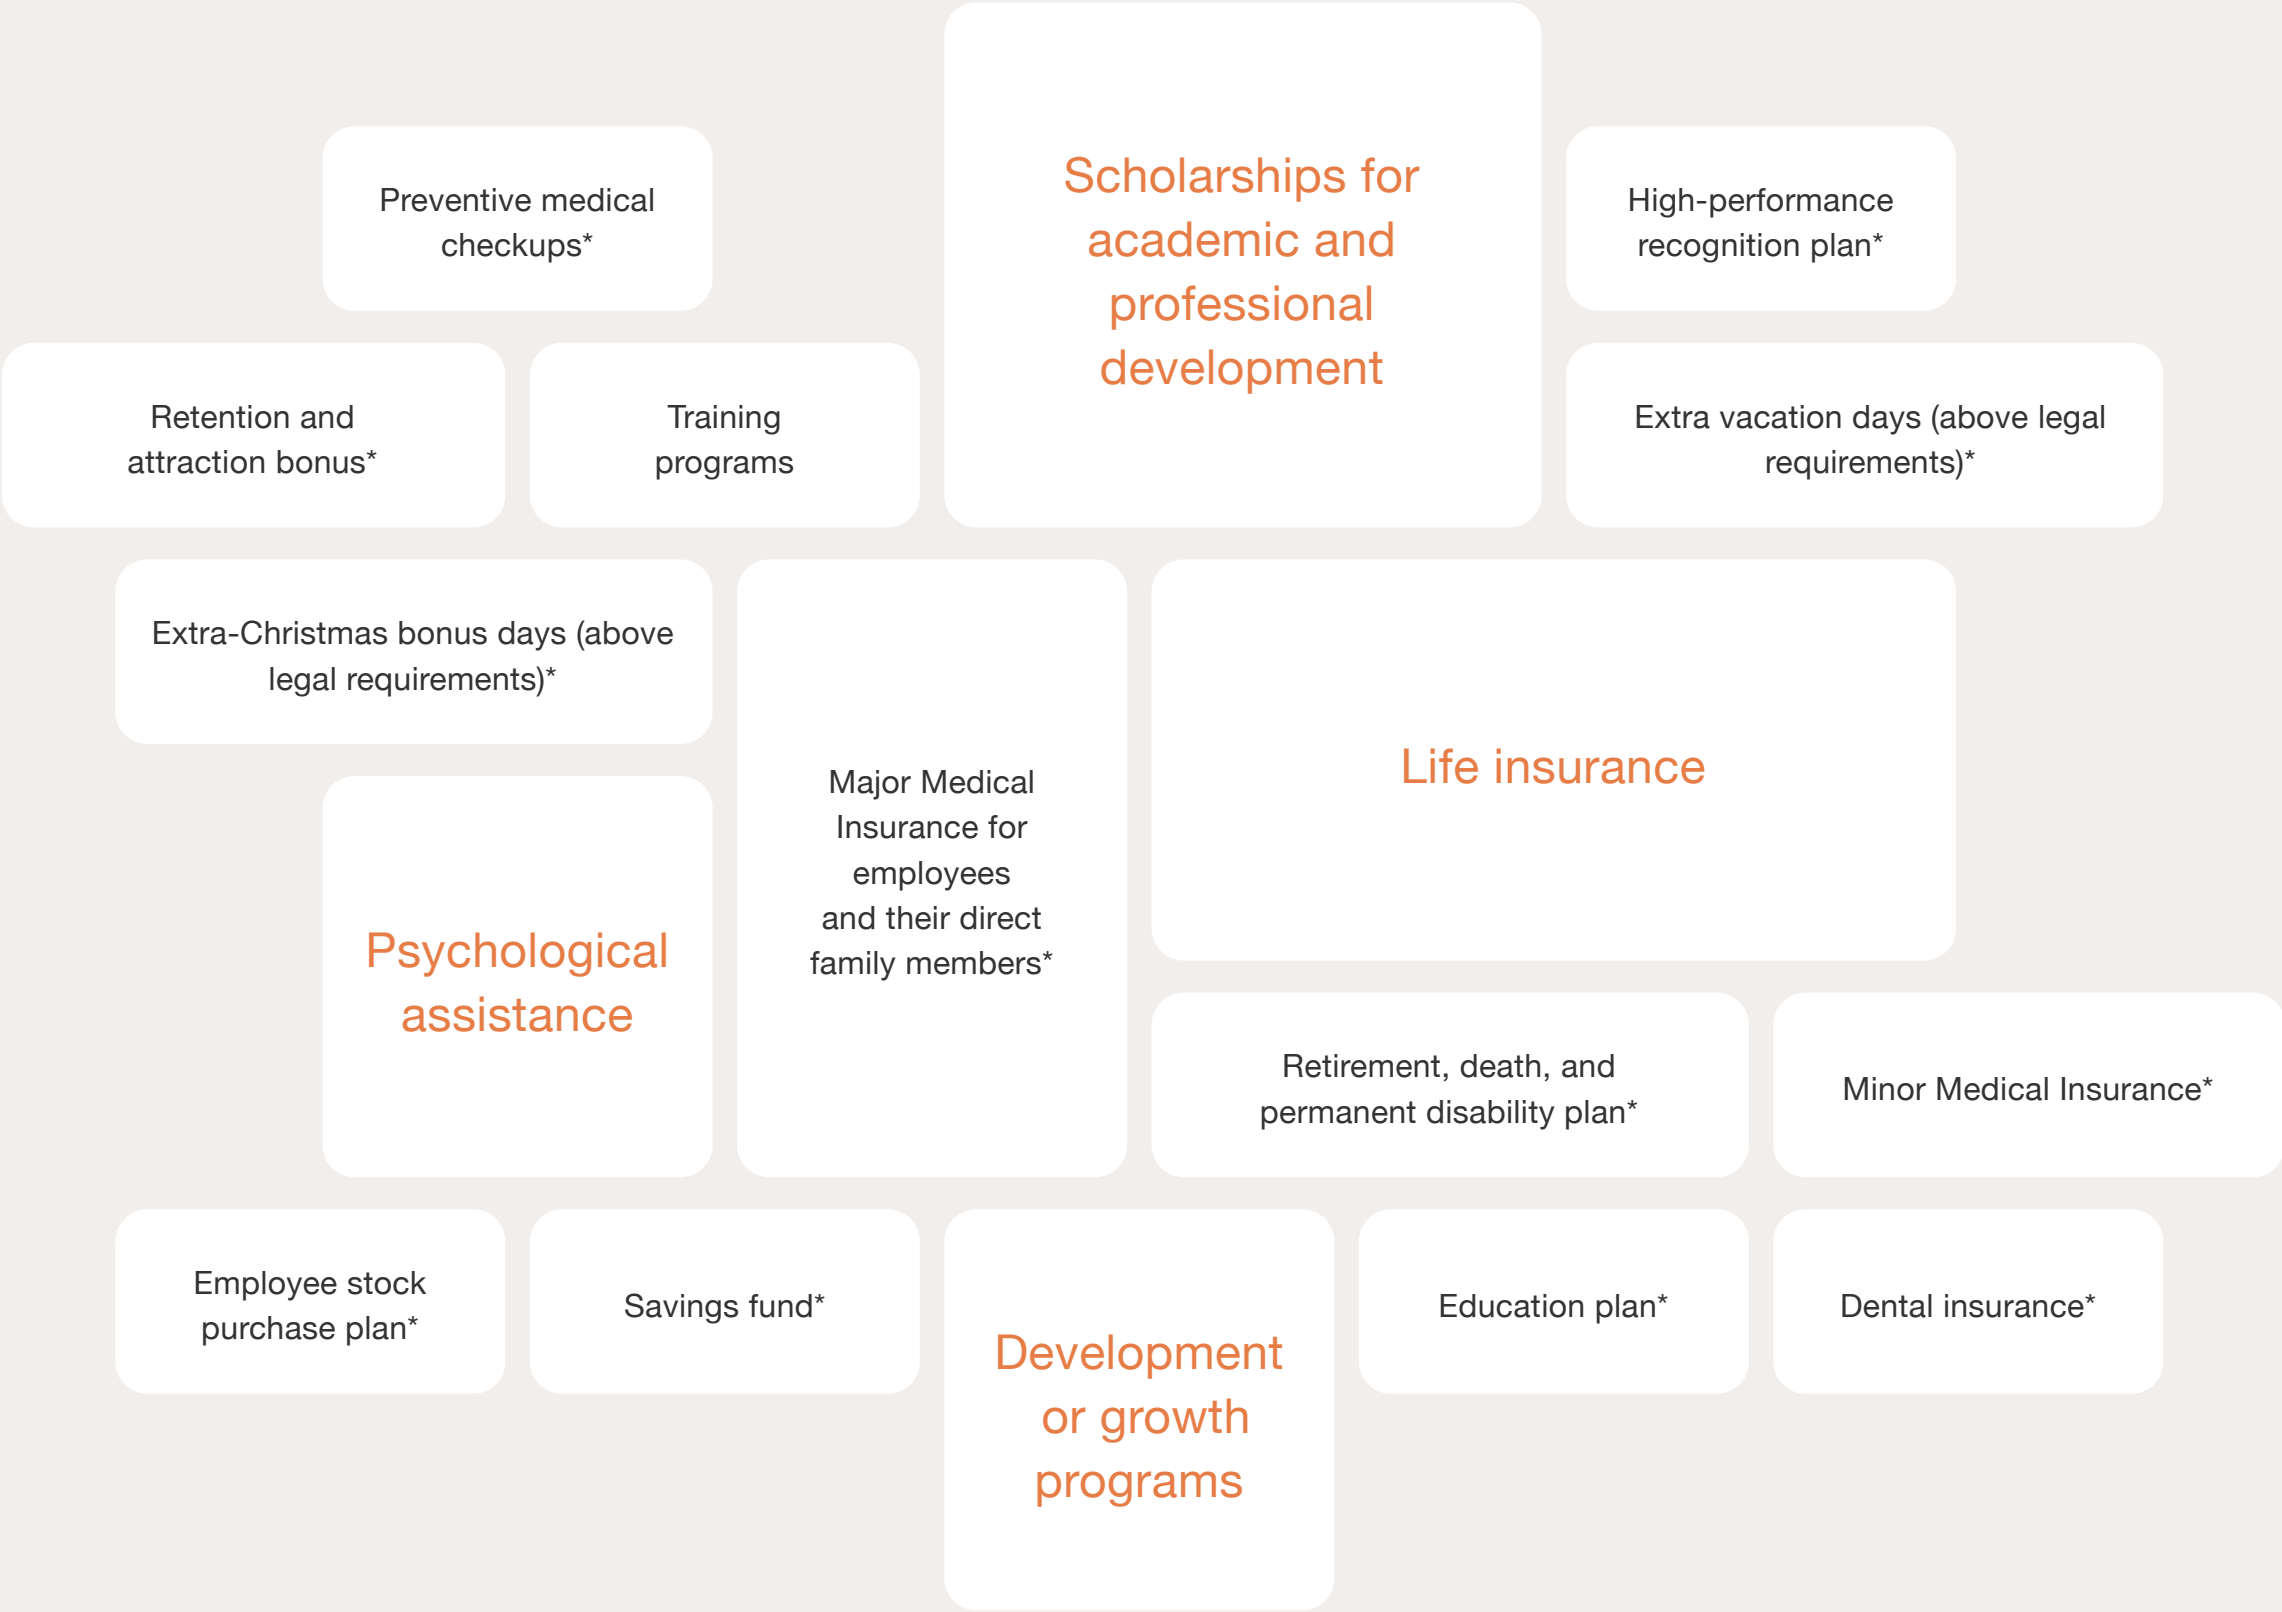 Scholarships for
academic and
professional
development
Preventive medical
checkups*
High-performance
recognition plan*
Retention and
attraction bonus*
Training
programs
Extra vacation days (above legal
requirements)*
Extra-Christmas bonus days (above
legal requirements)*
Major Medical
Insurance for
employees
and their direct
family members*
Life insurance
Psychological
assistance
Retirement, death, and
permanent disability plan*
Minor Medical Insurance*
Employee stock
purchase plan*
Savings fund*
Development
or growth
programs
Education plan*
Dental insurance*